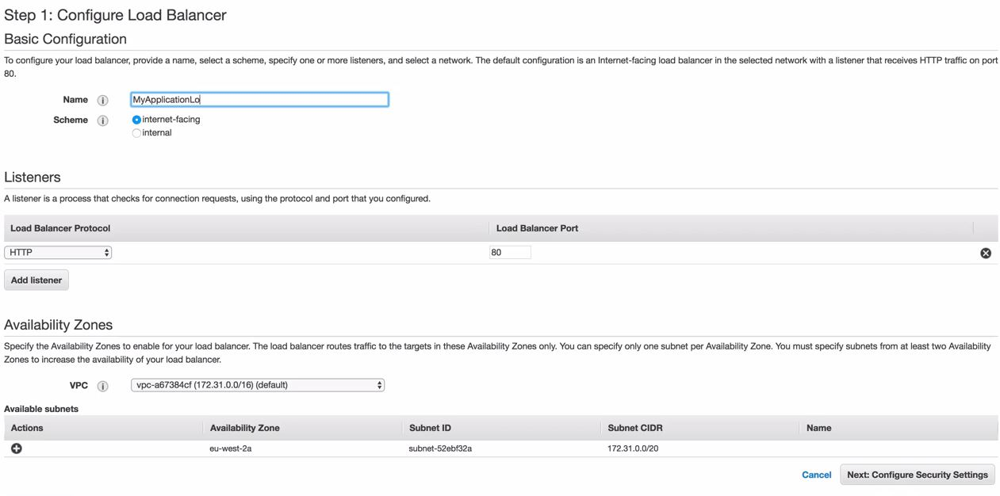 Step 1: Configure Load Balancer
Basic Configuration
To configure your load balancer, provide a name, select a scheme, specify one or more listeners, and select a network. The default configuration is an Internet-facing load balancer in the selected network with a listener that receives HTTP traffic on port
80.
Name i MyApplicationLo
Scheme i internet-facing
internal
Listeners
A listener is a process that checks for connection requests, using the protocol and port that you configured.
Load Balancer Protocol Load Balancer Port
HTTP 80
Add listener
Availability Zones
Specify the Availability Zones to enable for your load balancer. The load balancer routes traffic to the targets in these Availability Zones only. You can specify only one subnet per Availability Zone. You must specify subnets from at least two Availability
Zones to increase the availability of your load balancer.
VPC i vpc-a67384cf (172.31.0.0/16) (default)
Available subnets
Actions Availability Zone Subnet ID Subnet CIDR Name
eu-west-2a subnet-52ebf32a 172.31.0.0/20
Cancel Next: Configure Security Settings